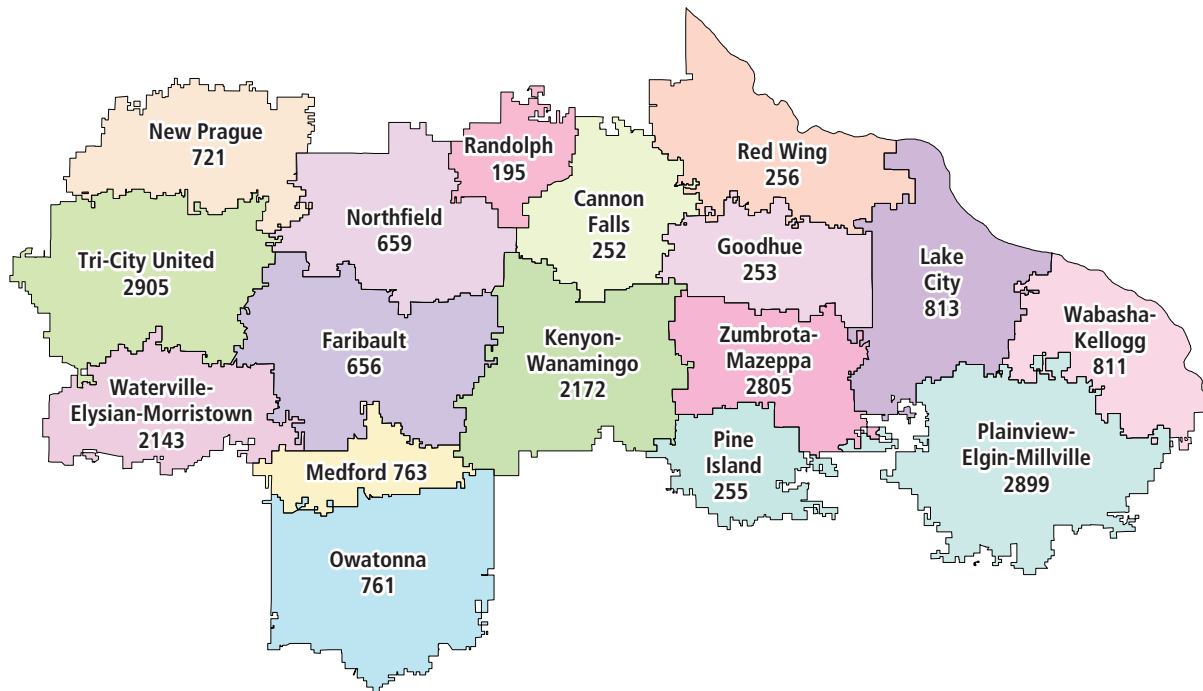 New Prague
721
Randolph
195
Red Wing
256
Cannon
Falls
252
Northfield
659
Goodhue
253
Tri-City United
2905
Lake
City
813
Wabasha-
Kellogg
811
Faribault
656
Kenyon-
Wanamingo
2172
Zumbrota-
Mazeppa
2805
Waterville-
Elysian-Morristown
2143
Pine
Island
255
Plainview-
Elgin-Millville
2899
Medford 763
Owatonna
761